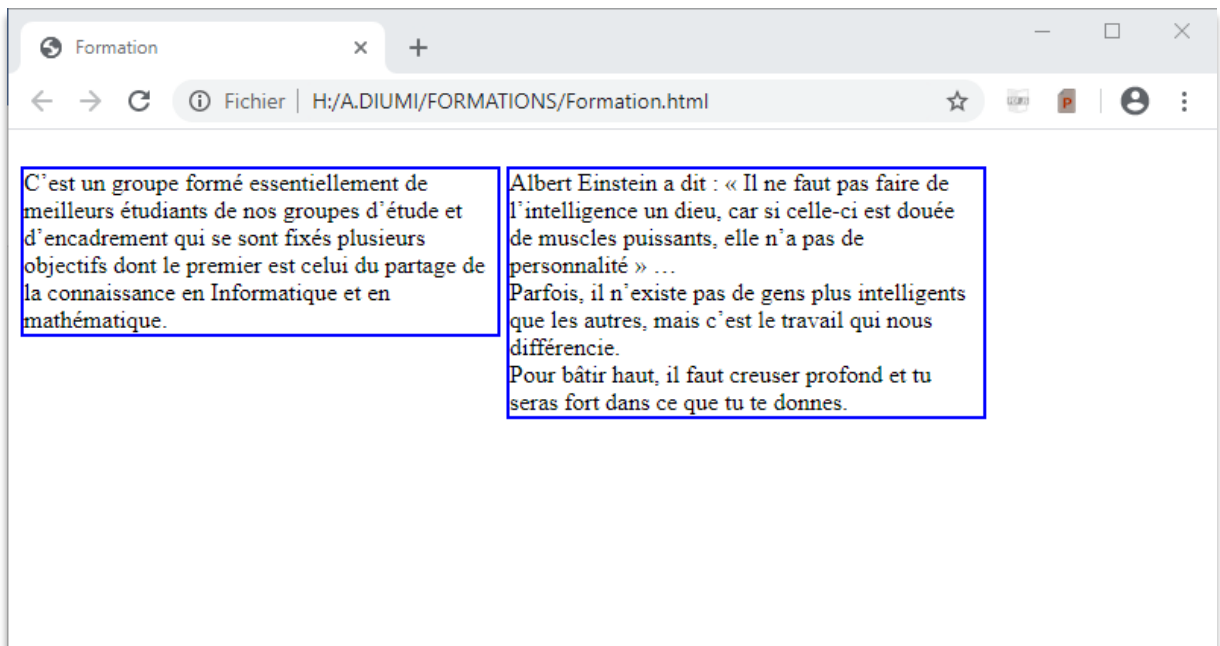 Formation
Fichier | H:/A.DIUMI/FORMATIONS/Formation.html
P
C’est un groupe formé essentiellement de
meilleurs étudiants de nos groupes d’étude et
d’encadrement qui se sont fixés plusieurs
objectifs dont le premier est celui du partage de
la connaissance en Informatique et en
mathématique.
Albert Einstein a dit : « Il ne faut pas faire de
l’intelligence un dieu, car si celle-ci est douée
de muscles puissants, elle n’a pas de
personnalité » …
Parfois, il n’existe pas de gens plus intelligents
que les autres, mais c’est le travail qui nous
différencie.
Pour bâtir haut, il faut creuser profond et tu
seras fort dans ce que tu te donnes.